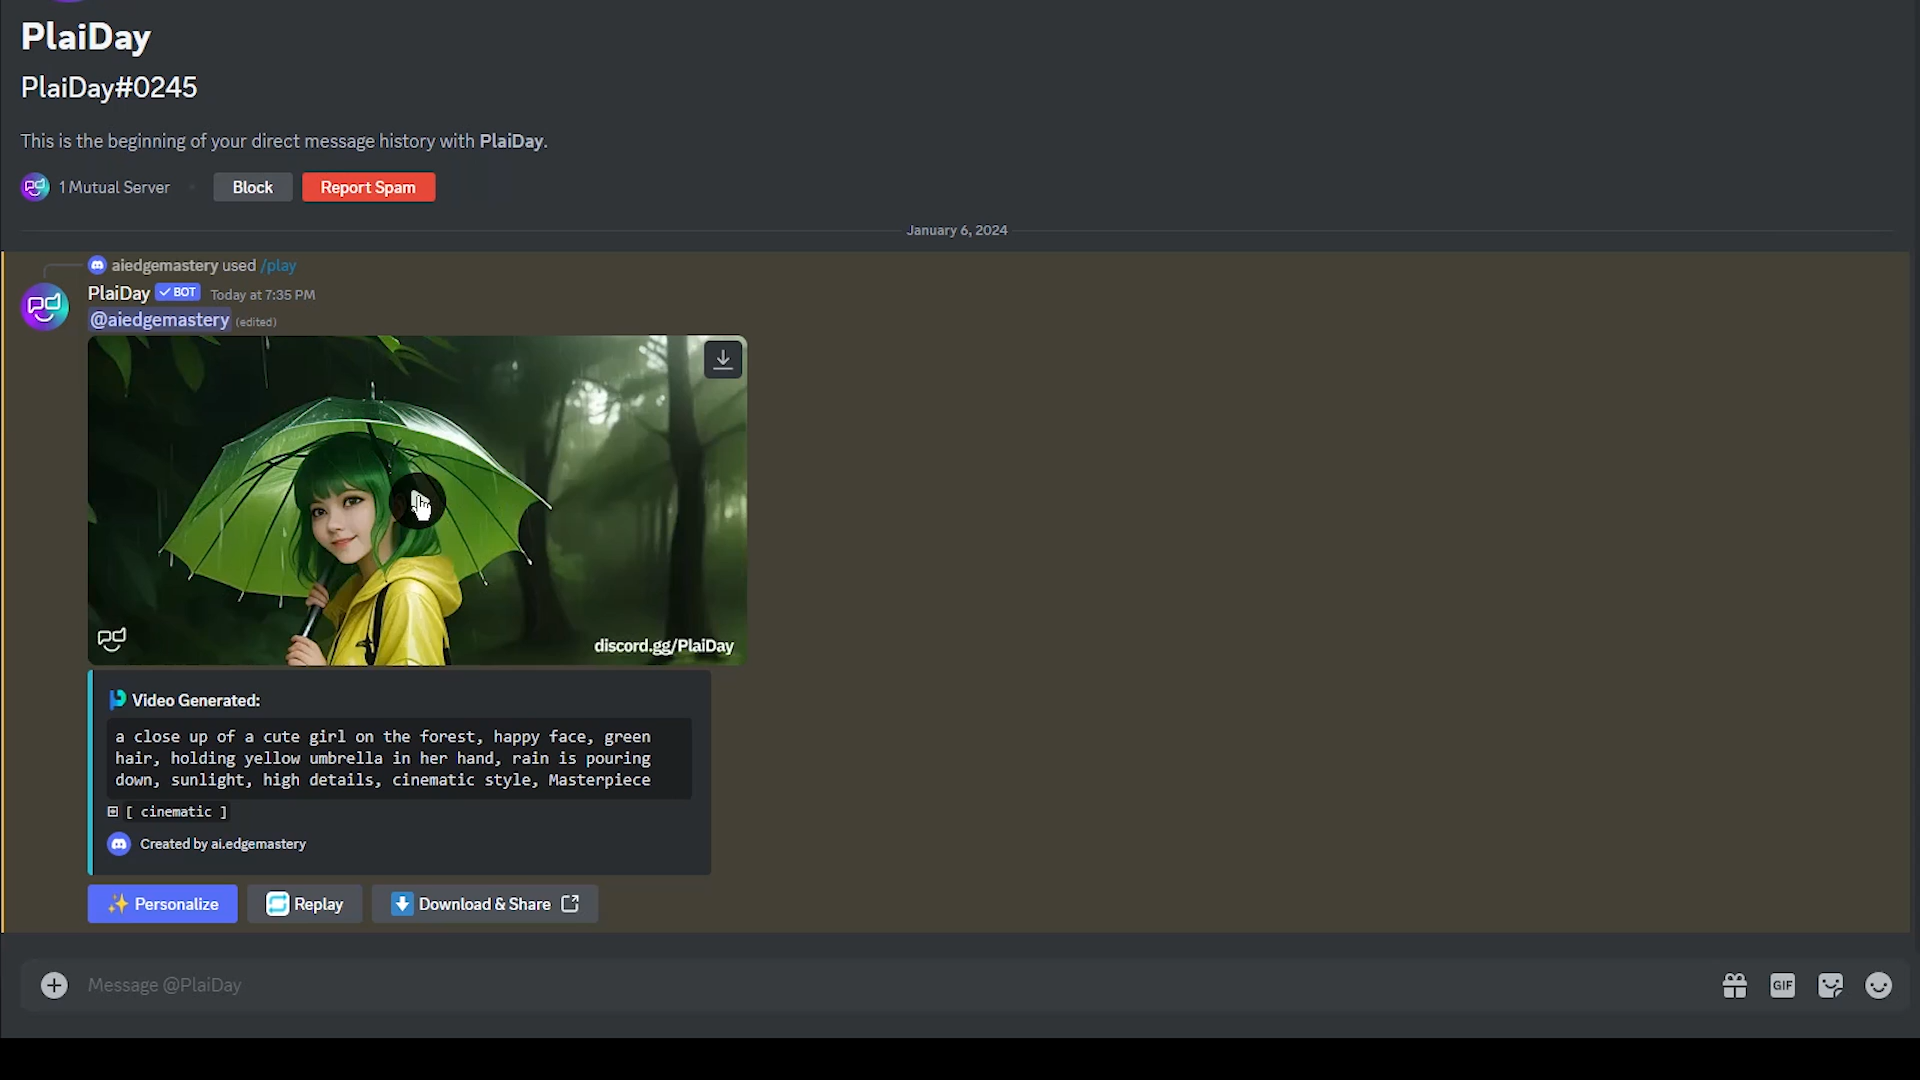 PlaiDay
PlaiDay#0245
This is the beginning of your direct message history with PlaiDay.
1 Mutual Server
Block
Report Spam
January 6, 2024
aiedgemastery used /play
PlaiDay BOT Today at 7:35 PM
@aiedgemastery (edited)
discord.gg/PlaiDay
Video Generated:
a close up of a cute girl on the forest, happy face, green
hair, holding yellow umbrella in her hand, rain is pouring
down, sunlight, high details, cinematic style, Masterpiece
[ cinematic ]
Created by ai.edgemastery
Personalize
Replay
Download & Share
Message @PlaiDay
GIF